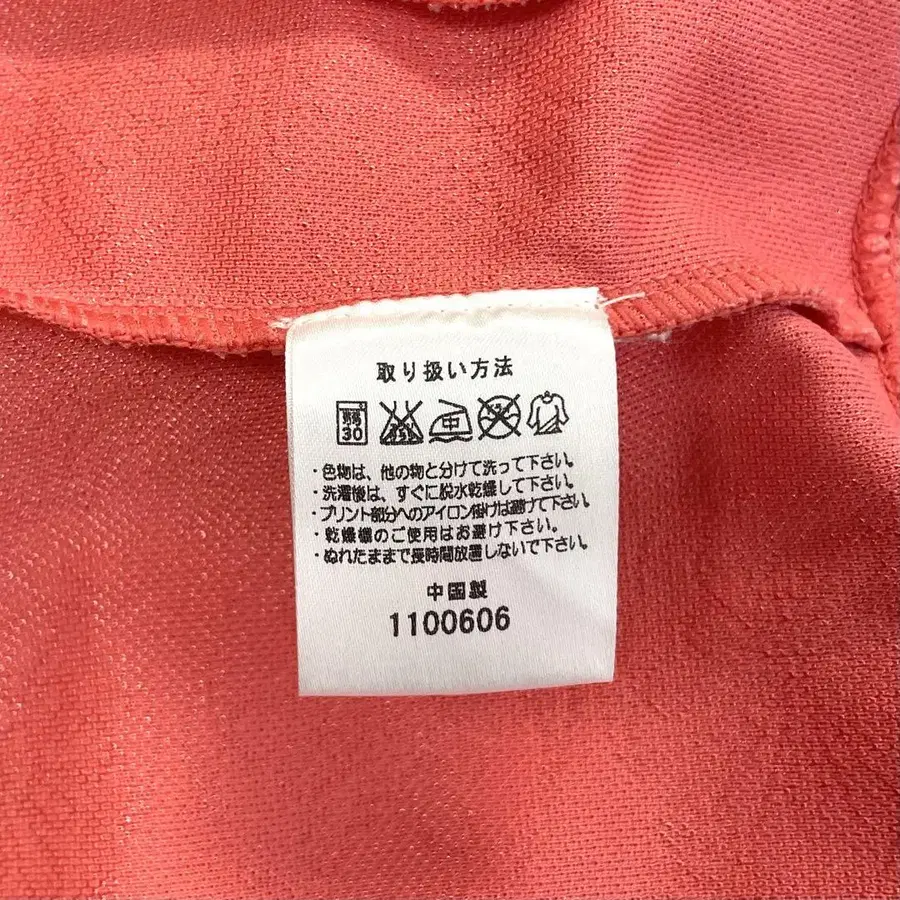 取り扱い方法
弱 30 中
・色物は、他の物と分けて洗って下さい。
・洗濯後は、すぐに脱水乾燥して下さい。
・プリント部分へのアイロン掛けは避けて下さい。
・乾燥機のご使用はお避け下さい。
・ぬれたままで長時間放置しないで下さい。
中国製
1100606